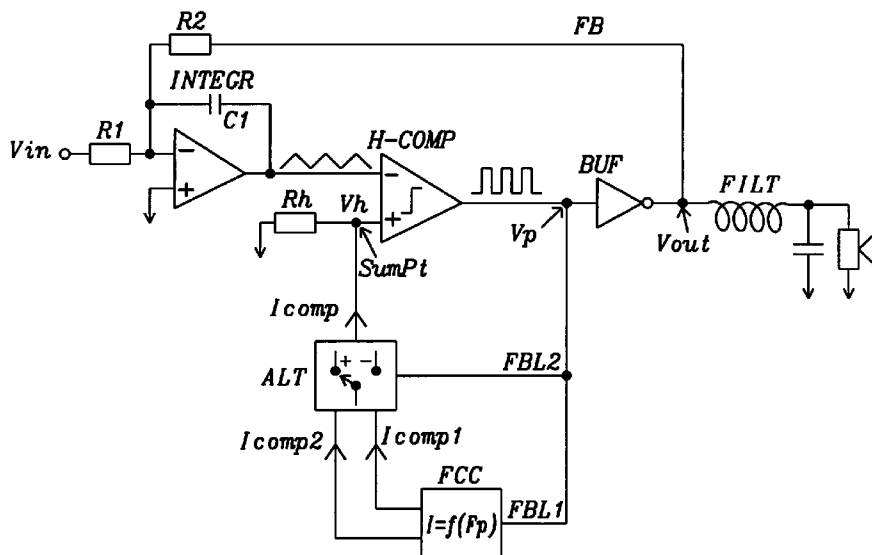 R2
FB
INTEGR
C1
R1
H-COMP
Vin
−
+
−
+
BUF
FILT
Rh
Vh
Vp
Vout
SumPt
Icomp
+ −
ALT
FBL2
Icomp2
Icomp1
FCC
I=f(Fp)
FBL1